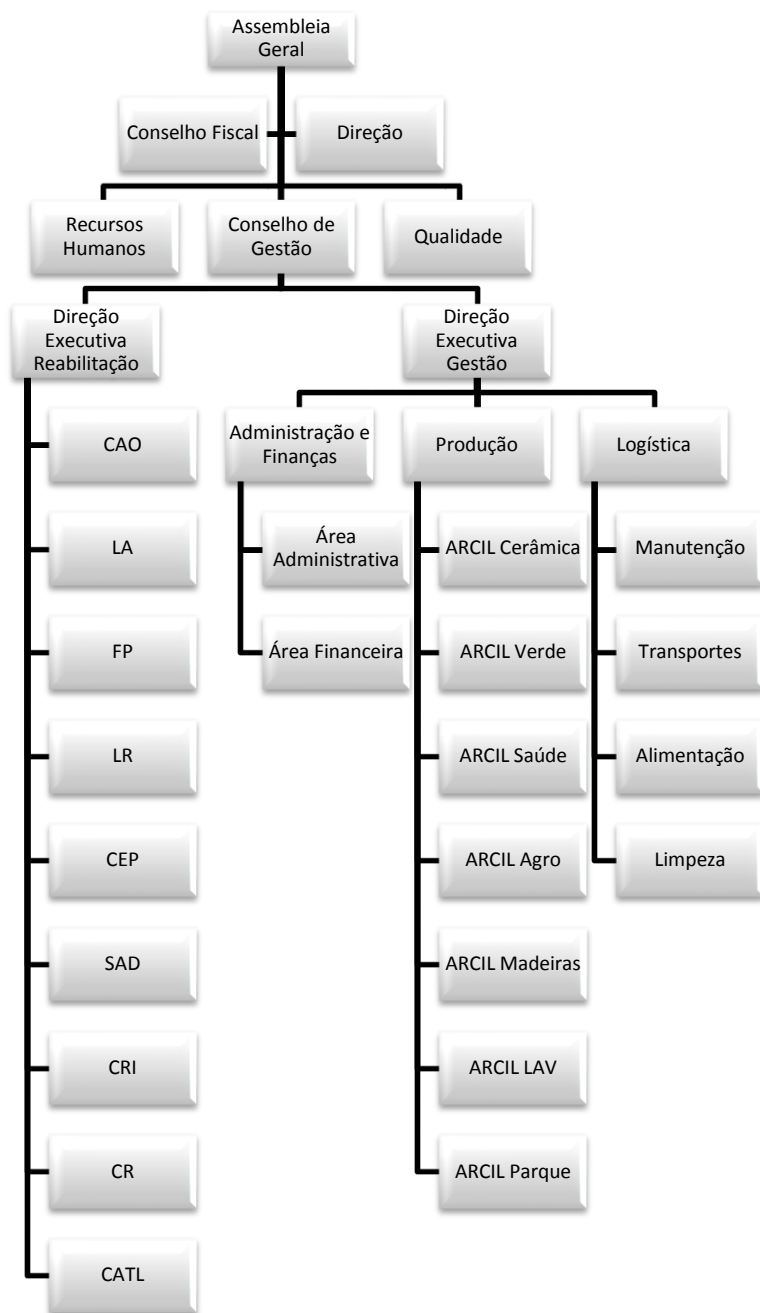 Assembleia
Geral
Conselho Fiscal
Direção
Recursos
Humanos
Conselho de
Gestão
Qualidade
Direção
Executiva
Reabilitação
Direção
Executiva
Gestão
CAO
LA
FP
LR
CEP
SAD
CRI
CR
CATL
Administração e
Finanças
Área
Administrativa
Área Financeira
Produção
ARCIL Cerâmica
ARCIL Verde
ARCIL Saúde
ARCIL Agro
ARCIL Madeiras
ARCIL LAV
ARCIL Parque
Logística
Manutenção
Transportes
Alimentação
Limpeza